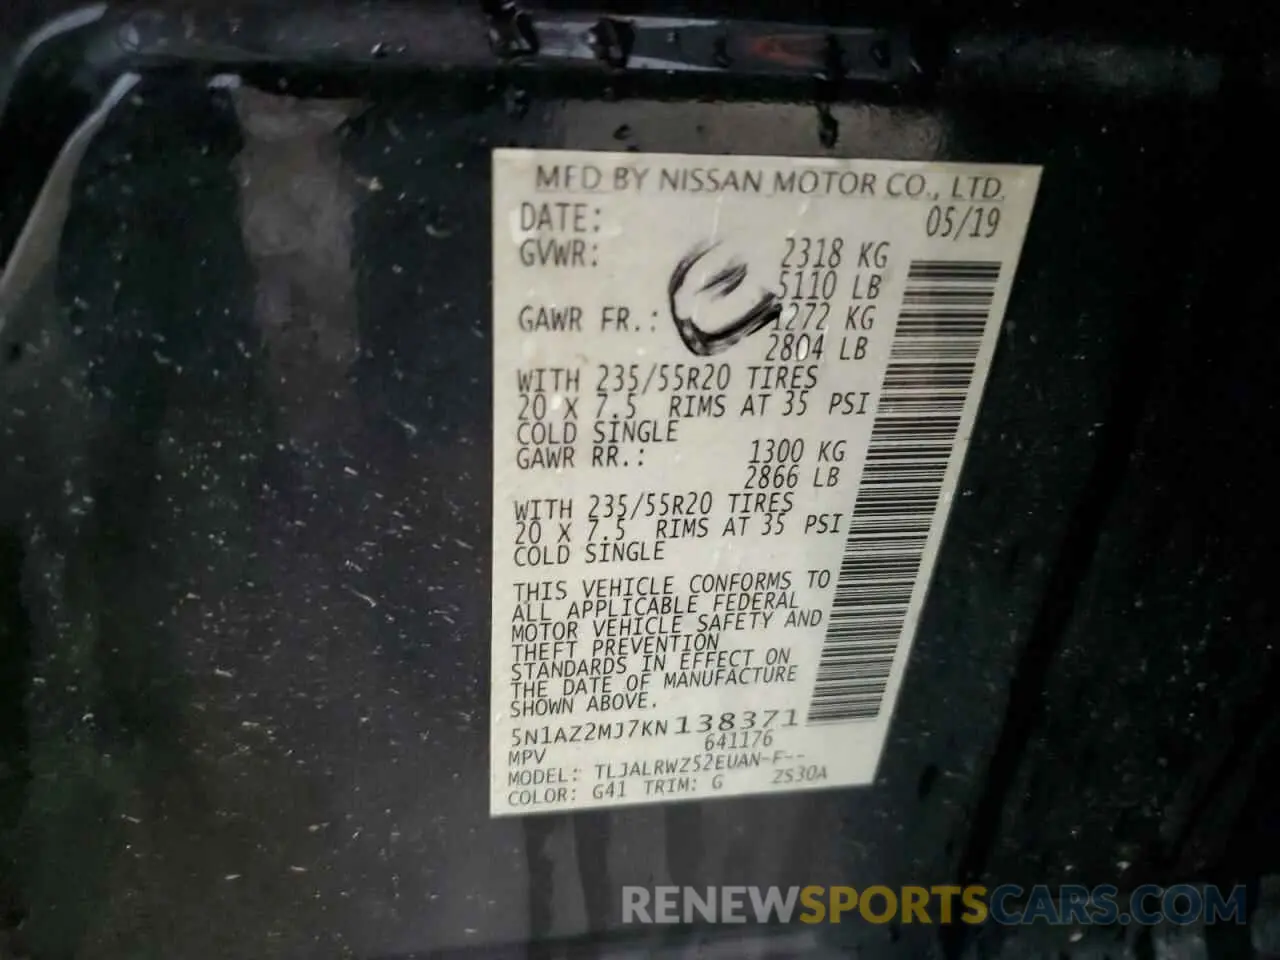 MFD BY NISSAN MOTOR CO., LTD.
DATE: 05/19
GVWR: 2318 KG
5110 LB
GAWR FR.: 1272 KG
2804 LB
WITH 235/55R20 TIRES
20 X 7.5 RIMS AT 35 PSI
COLD SINGLE
GAWR RR.: 1300 KG
2866 LB
WITH 235/55R20 TIRES
20 X 7.5 RIMS AT 35 PSI
COLD SINGLE
THIS VEHICLE CONFORMS TO
ALL APPLICABLE FEDERAL
MOTOR VEHICLE SAFETY AND
THEFT PREVENTION
STANDARDS IN EFFECT ON
THE DATE OF MANUFACTURE
SHOWN ABOVE.
5N1AZ2MJ7KN138371
MPV 641176
MODEL: TLJALRWZ52EUAN-F--
COLOR: G41 TRIM: G ZS30A
RENEWSPORTSCARS.COM